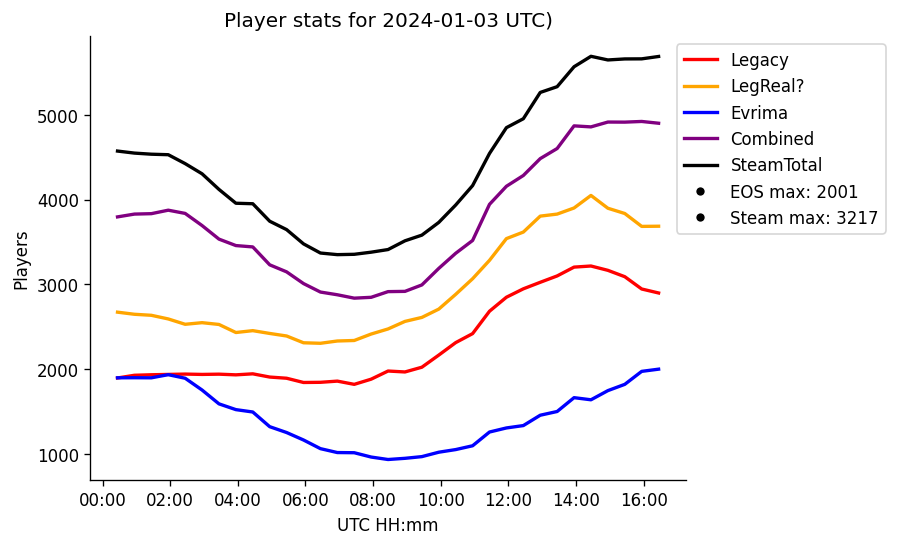 Player stats for 2024-01-03 UTC)
Legacy
LegReal?
Evrima
Combined
SteamTotal
EOS max: 2001
Steam max: 3217
Players
5000
4000
3000
2000
1000
00:00 02:00 04:00 06:00 08:00 10:00 12:00 14:00 16:00
UTC HH:mm